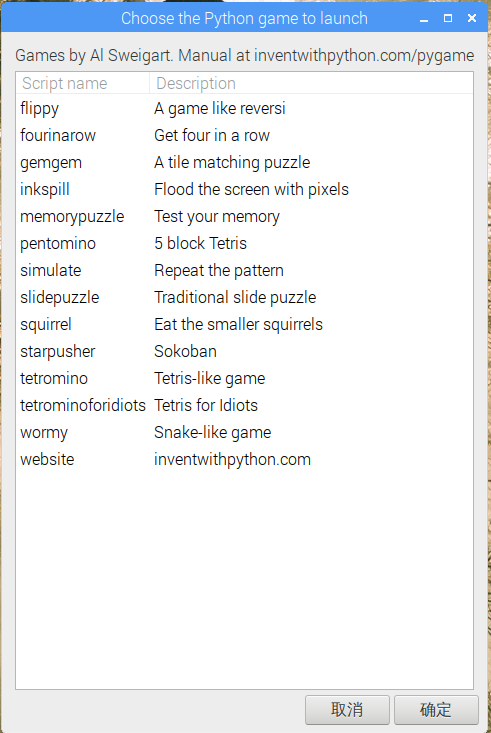 Choose the Python game to launch
Games by Al Sweigart. Manual at inventwithpython.com/pygame
Script name Description
flippy A game like reversi
fourinarow Get four in a row
gemgem A tile matching puzzle
inkspill Flood the screen with pixels
memorypuzzle Test your memory
pentomino 5 block Tetris
simulate Repeat the pattern
slidepuzzle Traditional slide puzzle
squirrel Eat the smaller squirrels
starpusher Sokoban
tetromino Tetris-like game
tetrominoforidiots Tetris for Idiots
wormy Snake-like game
website inventwithpython.com
取消 确定